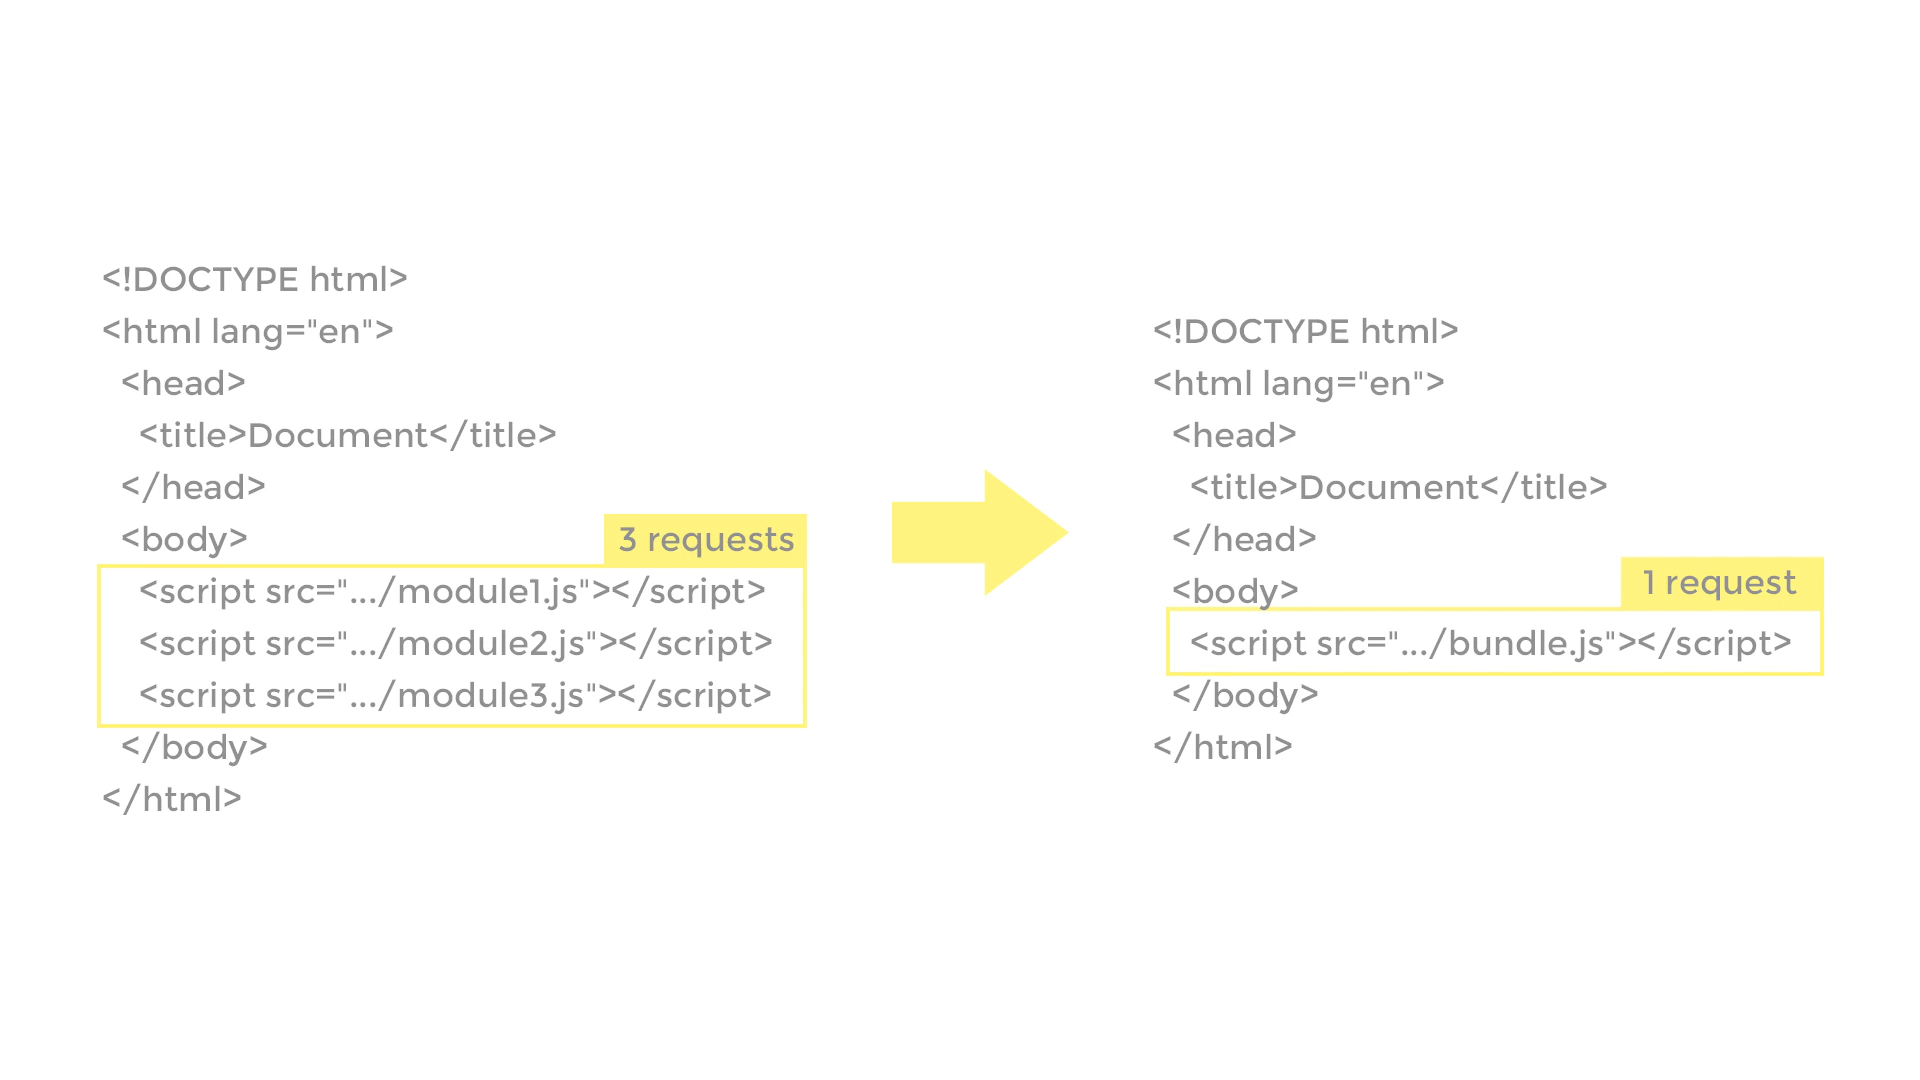 <!DOCTYPE html>
<html lang="en">
<head>
<title>Document</title>
</head>
<body>
3 requests
<script src=".../module1.js"></script>
<script src=".../module2.js"></script>
<script src=".../module3.js"></script>
</body>
</html>
<!DOCTYPE html>
<html lang="en">
<head>
<title>Document</title>
</head>
<body>
1 request
<script src=".../bundle.js"></script>
</body>
</html>